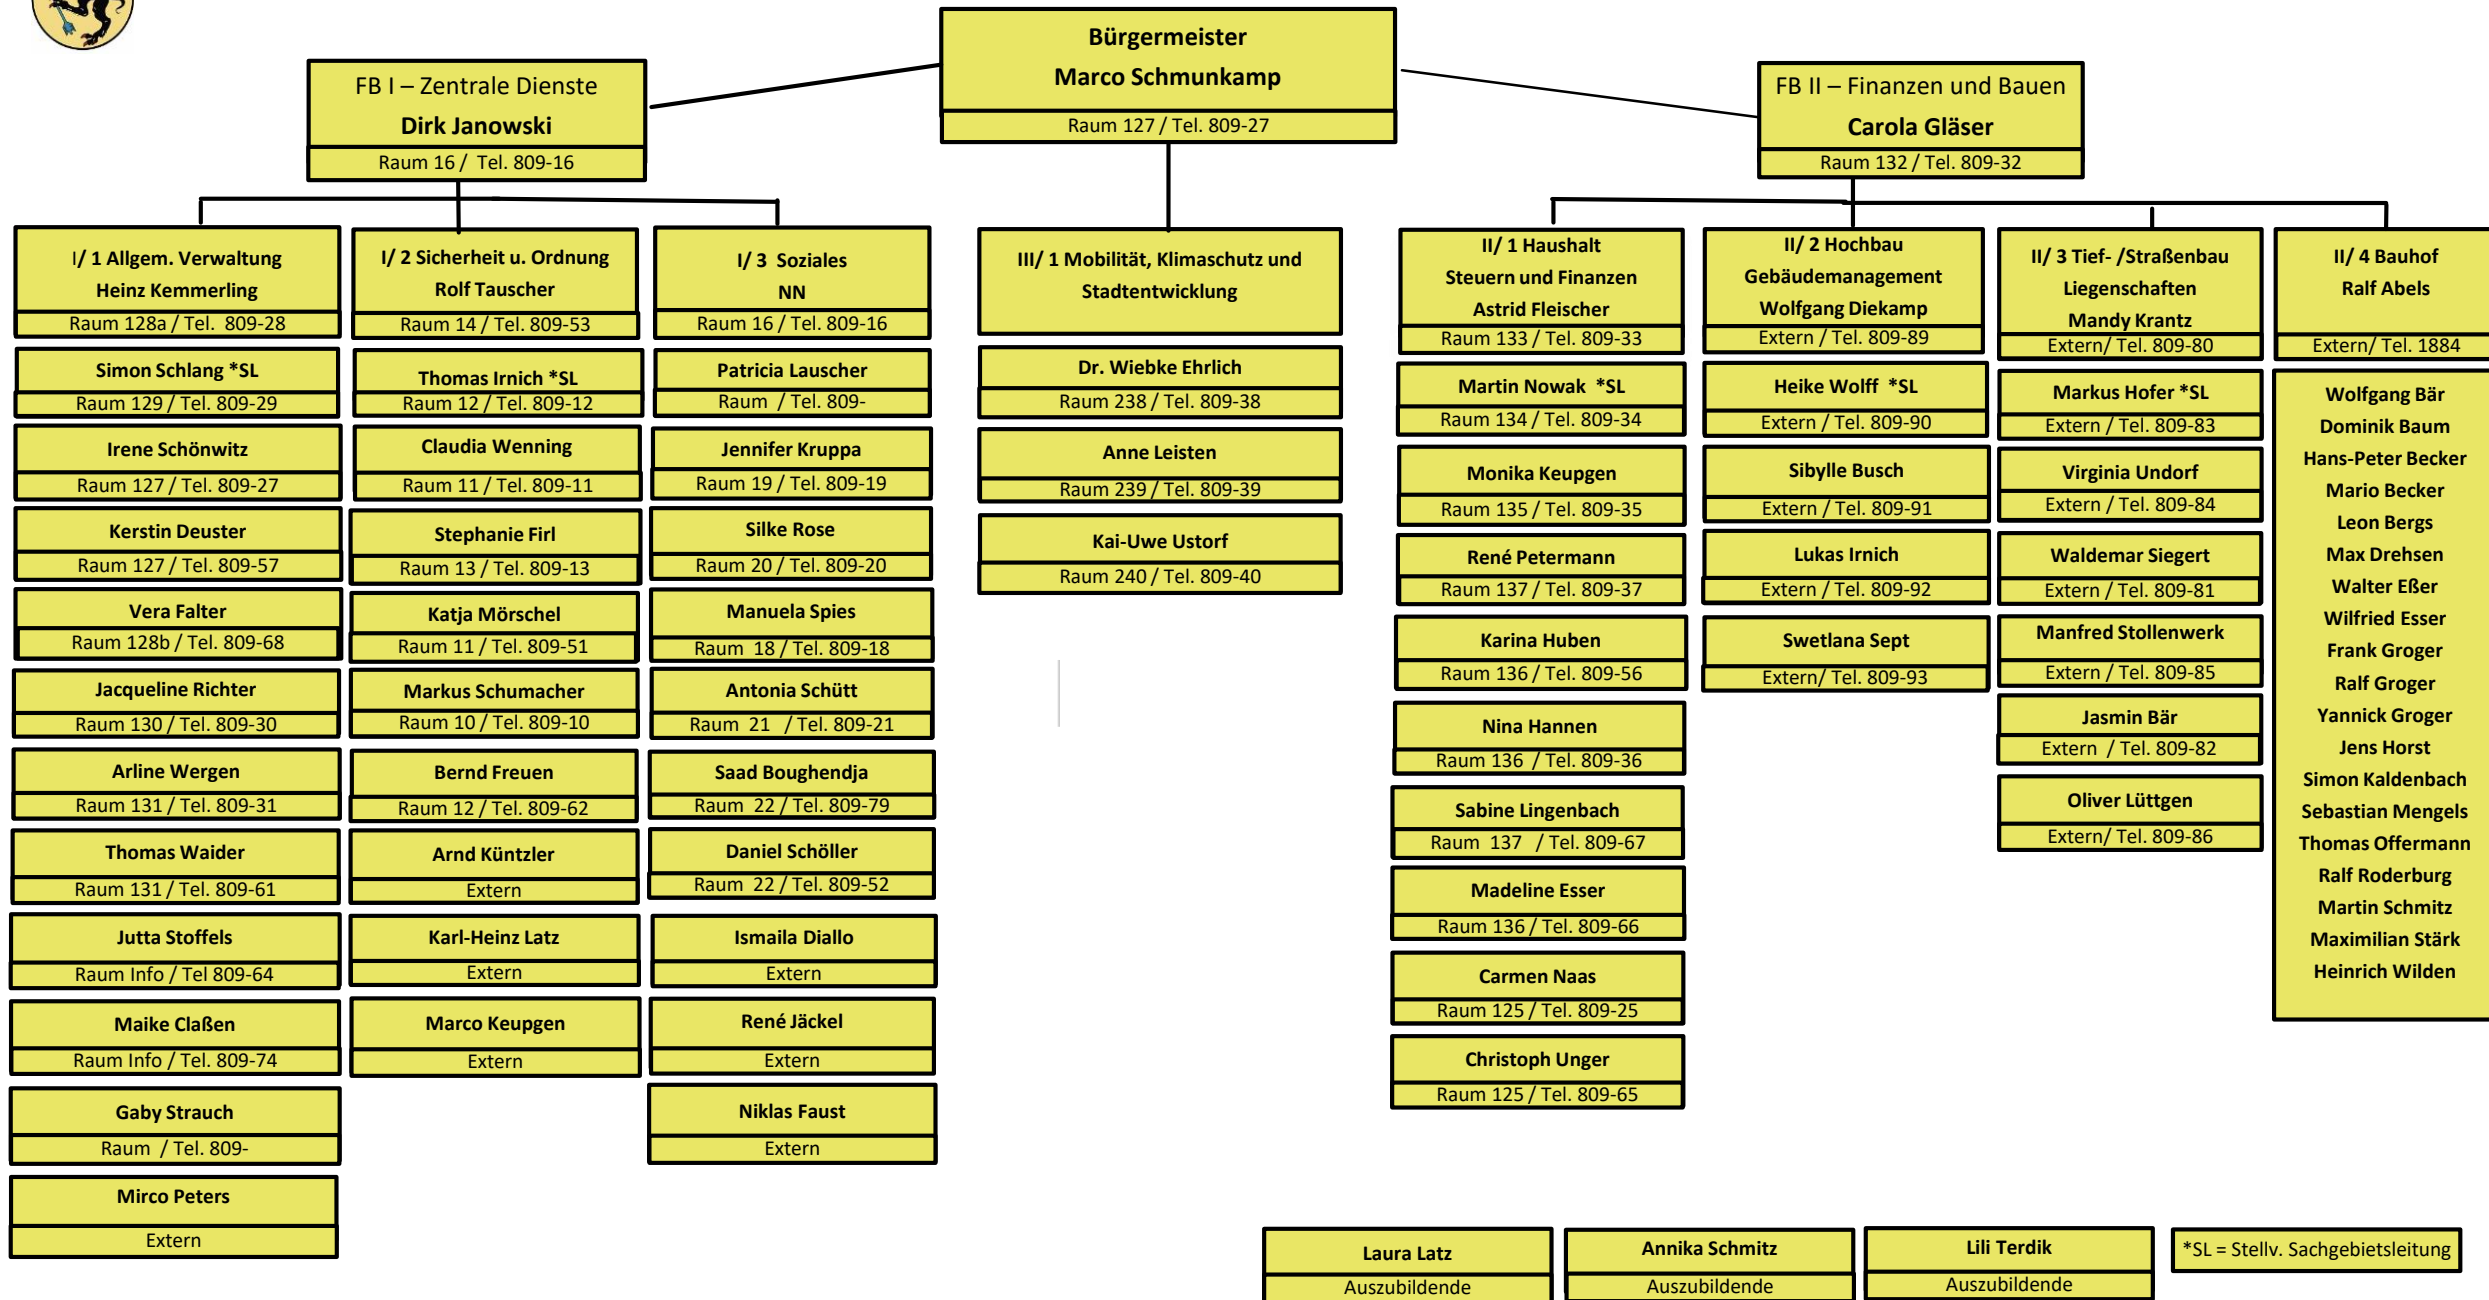 Bürgermeister
Marco Schmunkamp
Raum 127 / Tel. 809-27
FB I – Zentrale Dienste
Dirk Janowski
Raum 16 /  Tel. 809-16
FB II – Finanzen und Bauen
Carola Gläser
Raum 132 / Tel. 809-32
I/ 1 Allgem. Verwaltung
Heinz Kemmerling
Raum 128a / Tel.  809-28
Simon Schlang *SL
Raum 129 / Tel. 809-29
Irene Schönwitz
Raum 127 / Tel. 809-27
Kerstin Deuster
Raum 127 / Tel. 809-57
Vera Falter
Raum 128b / Tel. 809-68
Jacqueline Richter
Raum 130 / Tel. 809-30
Arline Wergen
Raum 131 / Tel. 809-31
Thomas Waider
Raum 131 / Tel. 809-61
Jutta Stoffels
Raum Info / Tel 809-64
Maike Claßen
Raum Info / Tel. 809-74
Gaby Strauch
Raum  / Tel. 809-
Mirco Peters
Extern
I/ 2 Sicherheit u. Ordnung
Rolf Tauscher
Raum 14 / Tel. 809-53
Thomas Irnich *SL
Raum 12 / Tel. 809-12
Claudia Wenning
Raum 11 / Tel. 809-11
Stephanie Firl
Raum 13 / Tel. 809-13
Katja Mörschel
Raum 11 / Tel. 809-51
Markus Schumacher
Raum 10 / Tel. 809-10
Bernd Freuen
Raum 12 / Tel. 809-62
Arnd Küntzler
Extern
Karl-Heinz Latz
Extern
Marco Keupgen
Extern
I/ 3  Soziales
NN
Raum 16 / Tel. 809-16
Patricia Lauscher
Raum  / Tel. 809-
Jennifer Kruppa
Raum 19 / Tel. 809-19
Silke Rose
Raum 20 / Tel. 809-20
Manuela Spies
Raum  18 / Tel. 809-18
Antonia Schütt
Raum  21  / Tel. 809-21
Saad Boughendja
Raum  22 / Tel. 809-79
Daniel Schöller
Raum  22 / Tel. 809-52
Ismaila Diallo
Extern
René Jäckel
Extern
Niklas Faust
Extern
III/ 1 Mobilität, Klimaschutz und
Stadtentwicklung
Dr. Wiebke Ehrlich
Raum 238 / Tel. 809-38
Anne Leisten
Raum 239 / Tel. 809-39
Kai-Uwe Ustorf
Raum 240 / Tel. 809-40
II/ 1 Haushalt
Steuern und Finanzen
Astrid Fleischer
Raum 133 / Tel. 809-33
Martin Nowak  *SL
Raum 134 / Tel. 809-34
Monika Keupgen
Raum 135 / Tel. 809-35
René Petermann
Raum 137 / Tel. 809-37
Karina Huben
Raum 136 / Tel. 809-56
Nina Hannen
Raum 136  / Tel. 809-36
Sabine Lingenbach
Raum  137  / Tel. 809-67
Madeline Esser
Raum 136 / Tel. 809-66
Carmen Naas
Raum 125 / Tel. 809-25
Christoph Unger
Raum 125 / Tel. 809-65
II/ 2 Hochbau
Gebäudemanagement
Wolfgang Diekamp
Extern / Tel. 809-89
Heike Wolff  *SL
Extern / Tel. 809-90
Sibylle Busch
Extern / Tel. 809-91
Lukas Irnich
Extern / Tel. 809-92
Swetlana Sept
Extern/ Tel. 809-93
II/ 3 Tief- /Straßenbau
Liegenschaften
Mandy Krantz
Extern/ Tel. 809-80
Markus Hofer *SL
Extern / Tel. 809-83
Virginia Undorf
Extern / Tel. 809-84
Waldemar Siegert
Extern / Tel. 809-81
Manfred Stollenwerk
Extern / Tel. 809-85
Jasmin Bär
Extern  / Tel. 809-82
Oliver Lüttgen
Extern/ Tel. 809-86
II/ 4 Bauhof
Ralf Abels
Extern/ Tel. 1884
Wolfgang Bär
Dominik Baum
Hans-Peter Becker
Mario Becker
Leon Bergs
Max Drehsen
Walter Eßer
Wilfried Esser
Frank Groger
Ralf Groger
Yannick Groger
Jens Horst
Simon Kaldenbach
Sebastian Mengels
Thomas Offermann
Ralf Roderburg
Martin Schmitz
Maximilian Stärk
Heinrich Wilden
Laura Latz
Auszubildende
Annika Schmitz
Auszubildende
Lili Terdik
Auszubildende
*SL = Stellv. Sachgebietsleitung